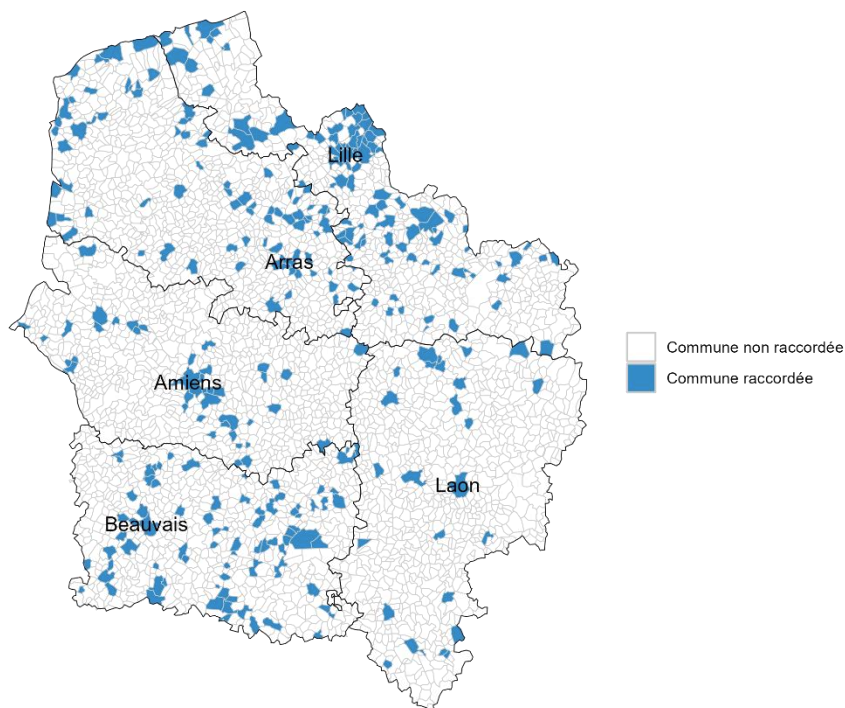 Lille
Arras
Commune non raccordée
Commune raccordée
Amiens
Laon
Beauvais